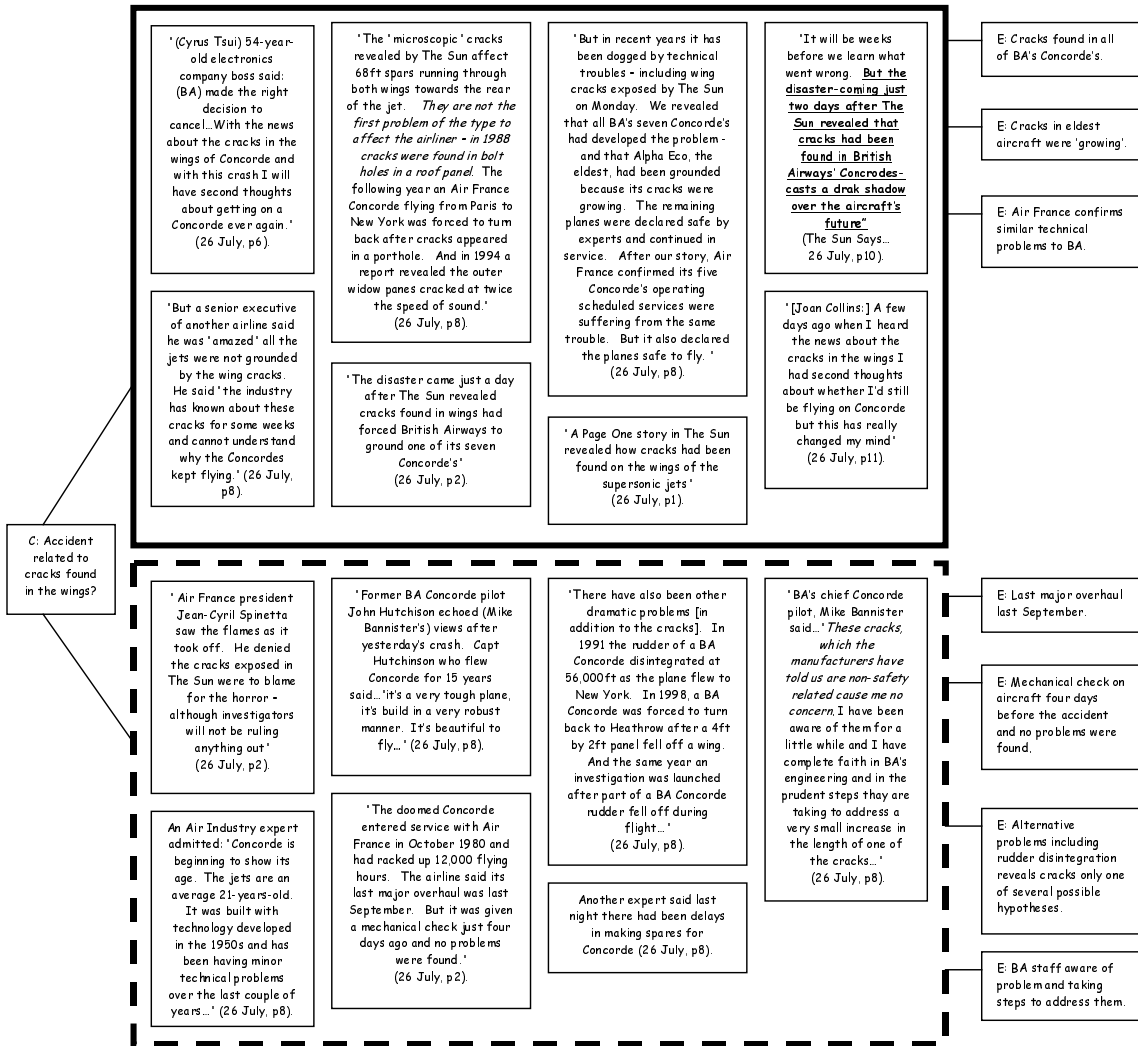 "(Cyrus Tsui) 54-year-
old electronics
company boss said:
(BA) made the right
decision to
cancel…With the news
about the cracks in the
wings of Concorde and
with this crash I will
have second thoughts
about getting on a
Concorde ever again."
(26 July, p6).
"But a senior executive
of another airline said
he was "amazed" all the
jets were not grounded
by the wing cracks.
He said "the industry
has known about these
cracks for some weeks
and cannot understand
why the Concordes
kept flying." (26 July,
p8).
"The "microscopic" cracks
revealed by The Sun affect
68ft spars running through
both wings towards the rear
of the jet. They are not the
first problem of the type to
affect the airliner – in 1988
cracks were found in bolt
holes in a roof panel. The
following year an Air France
Concorde flying from Paris to
New York was forced to turn
back after cracks appeared
in a porthole. And in 1994 a
report revealed the outer
widow panes cracked at twice
the speed of sound."
(26 July, p8).
"The disaster came just a day
after The Sun revealed
cracks found in wings had
forced British Airways to
ground one of its seven
Concorde's"
(26 July, p2).
"But in recent years it has
been dogged by technical
troubles – including wing
cracks exposed by The Sun
on Monday. We revealed
that all BA's seven Concorde's
had developed the problem -
and that Alpha Eco, the
eldest, had been grounded
because its cracks were
growing. The remaining
planes were declared safe by
experts and continued in
service. After our story, Air
France confirmed its five
Concorde's operating
scheduled services were
suffering from the same
trouble. But it also declared
the planes safe to fly. "
(26 July, p8).
"A Page One story in The Sun
revealed how cracks had been
found on the wings of the
supersonic jets"
(26 July, p1).
"It will be weeks
before we learn what
went wrong. But the
disaster-coming just
two days after The
Sun revealed that
cracks had been
found in British
Airways' Concrodes-
casts a drak shadow
over the aircraft's
future"
(The Sun Says…
26 July, p10).
"[Joan Collins:] A few
days ago when I heard
the news about the
cracks in the wings I
had second thoughts
about whether I'd still
be flying on Concorde
but this has really
changed my mind"
(26 July, p11).
E: Cracks found in all
of BA's Concorde's.
E: Cracks in eldest
aircraft were 'growing'.
E: Air France confirms
similar technical
problems to BA.
C: Accident
related to
cracks found
in the wings?
" Air France president
Jean-Cyril Spinetta
saw the flames as it
took off. He denied
the cracks exposed in
The Sun were to blame
for the horror –
although investigators
will not be ruling
anything out"
(26 July, p2).
An Air Industry expert
admitted: "Concorde is
beginning to show its
age. The jets are an
average 21-years-old.
It was built with
technology developed
in the 1950s and has
been having minor
technical problems
over the last couple of
years…" (26 July, p8).
"Former BA Concorde pilot
John Hutchison echoed (Mike
Bannister's) views after
yesterday's crash. Capt
Hutchinson who flew
Concorde for 15 years
said…"it's a very tough plane,
it's build in a very robust
manner. It's beautiful to
fly…" (26 July, p8).
"The doomed Concorde
entered service with Air
France in October 1980 and
had racked up 12,000 flying
hours. The airline said its
last major overhaul was last
September. But it was given
a mechanical check just four
days ago and no problems
were found."
(26 July, p2).
"There have also been other
dramatic problems [in
addition to the cracks]. In
1991 the rudder of a BA
Concorde disintegrated at
56,000ft as the plane flew to
New York. In 1998, a BA
Concorde was forced to turn
back to Heathrow after a 4ft
by 2ft panel fell off a wing.
And the same year an
investigation was launched
after part of a BA Concorde
rudder fell off during
flight…"
(26 July, p8).
Another expert said last
night there had been delays
in making spares for
Concorde (26 July, p8).
"BA's chief Concorde
pilot, Mike Bannister
said…"These cracks,
which the
manufacturers have
told us are non-safety
related cause me no
concern. I have been
aware of them for a
little while and I have
complete faith in BA's
engineering and in the
prudent steps thay are
taking to address a
very small increase in
the length of one of
the cracks…"
(26 July, p8).
E: Last major overhaul
last September.
E: Mechanical check on
aircraft four days
before the accident
and no problems were
found.
E: Alternative
problems including
rudder disintegration
reveals cracks only one
of several possible
hypotheses.
E: BA staff aware of
problem and taking
steps to address them.